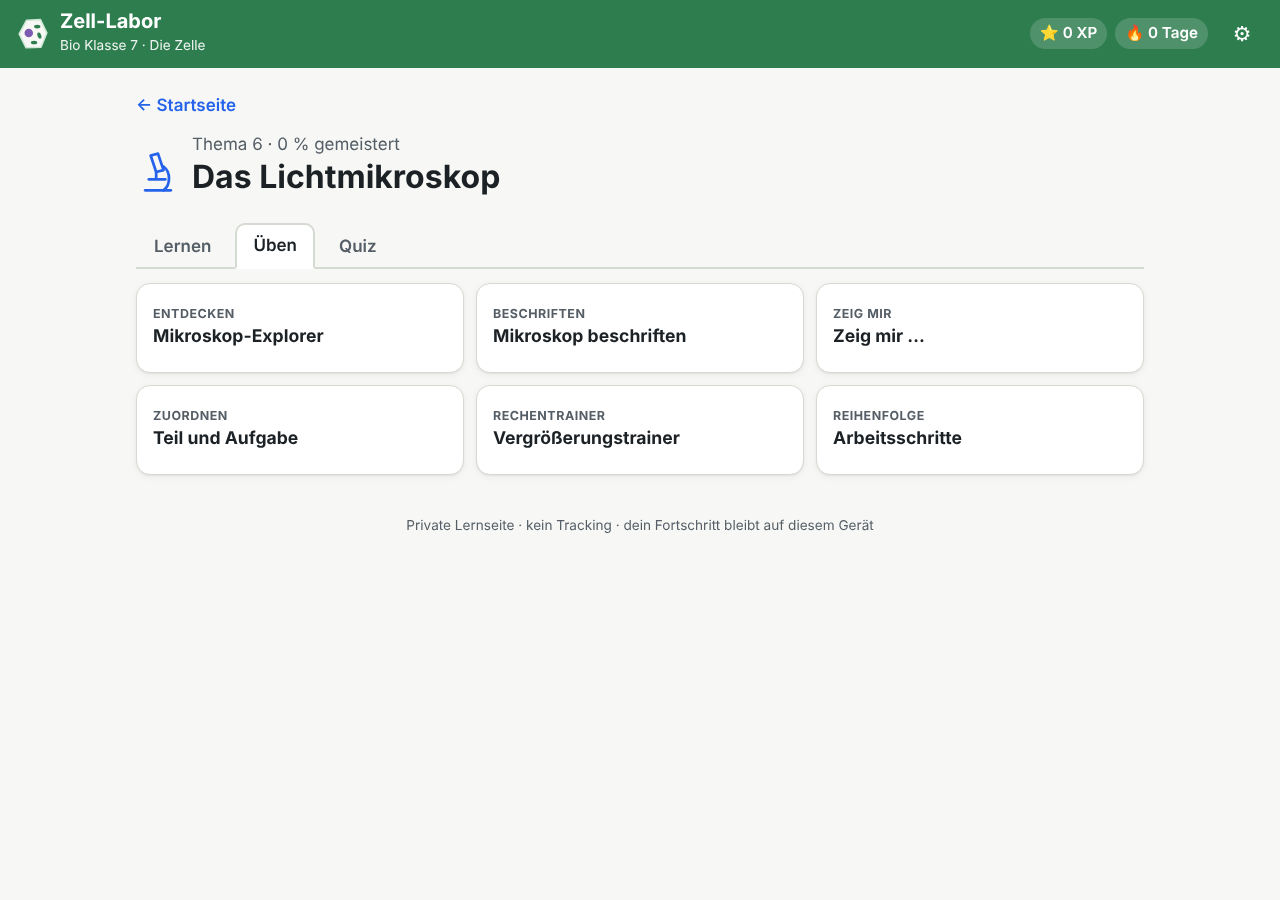 Zell-Labor
Bio Klasse 7 · Die Zelle
⭐ 0 XP
🔥 0 Tage
← Startseite
Thema 6 · 0 % gemeistert
Das Lichtmikroskop
Lernen
Üben
Quiz
ENTDECKEN
Mikroskop-Explorer
BESCHRIFTEN
Mikroskop beschriften
ZEIG MIR
Zeig mir …
ZUORDNEN
Teil und Aufgabe
RECHENTRAINER
Vergrößerungstrainer
REIHENFOLGE
Arbeitsschritte
Private Lernseite · kein Tracking · dein Fortschritt bleibt auf diesem Gerät